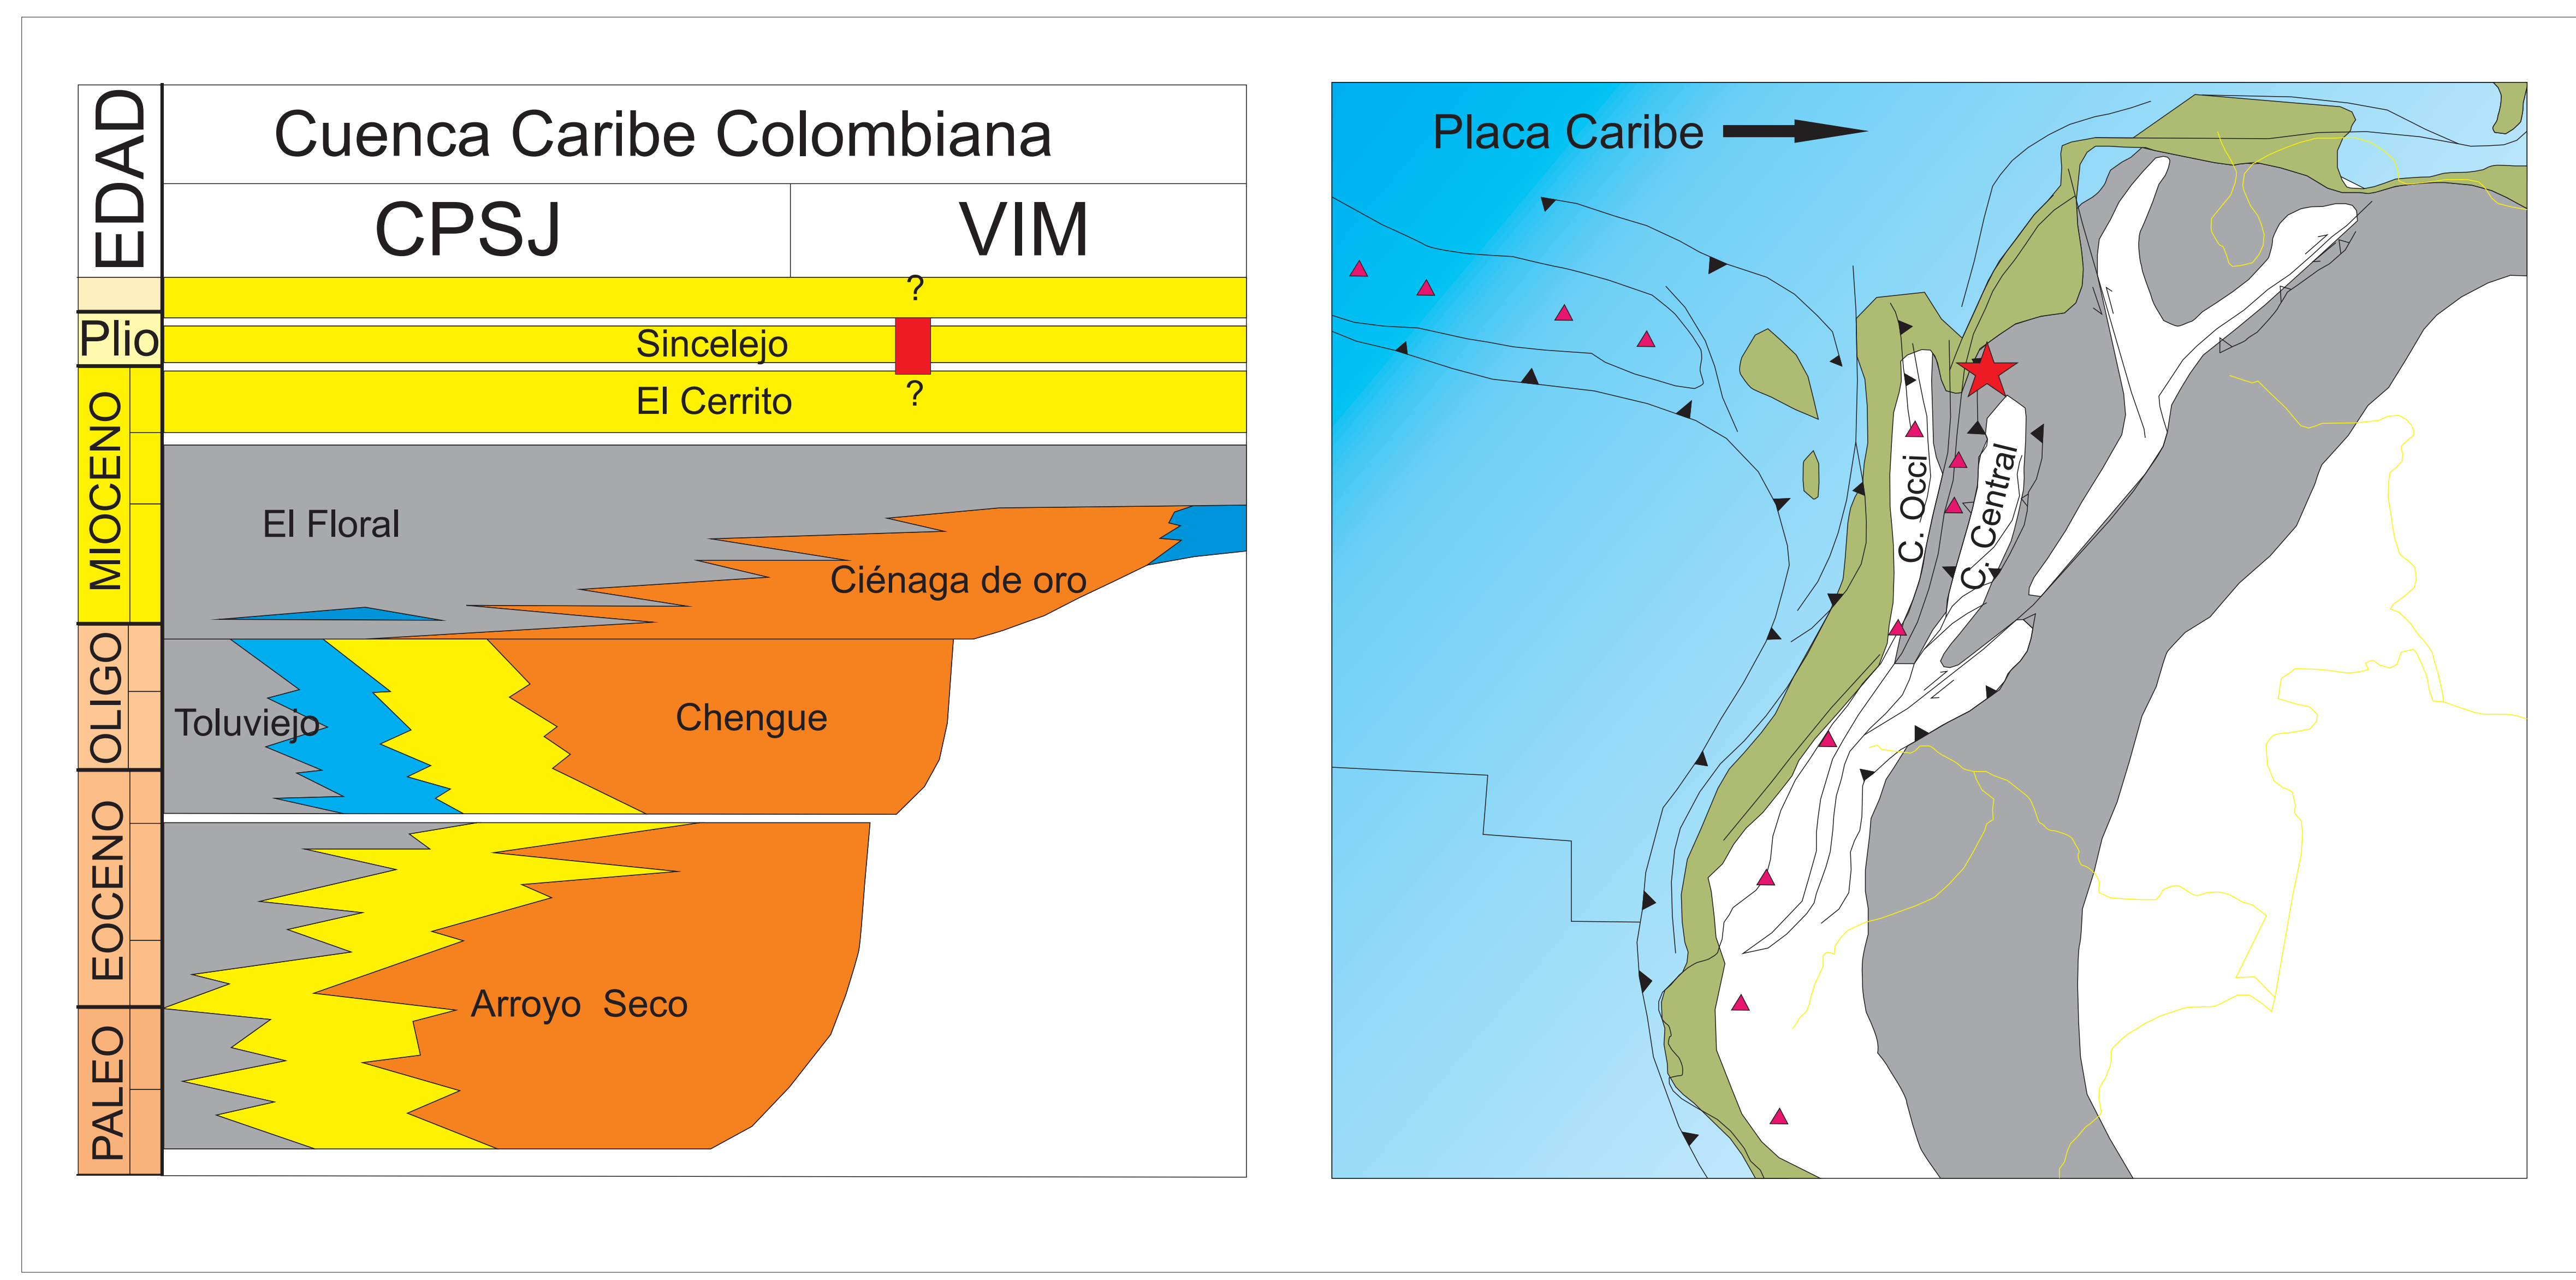 EDAD
Cuenca Caribe Colombiana
CPSJ
VIM
?
Plio
Sincelejo
El Cerrito
?
MIOCENO
El Floral
Ciénaga de oro
OLIGO
Toluviejo
Chengue
EOCENO
Arroyo Seco
PALEO
Placa Caribe
C. Occi
C. Central